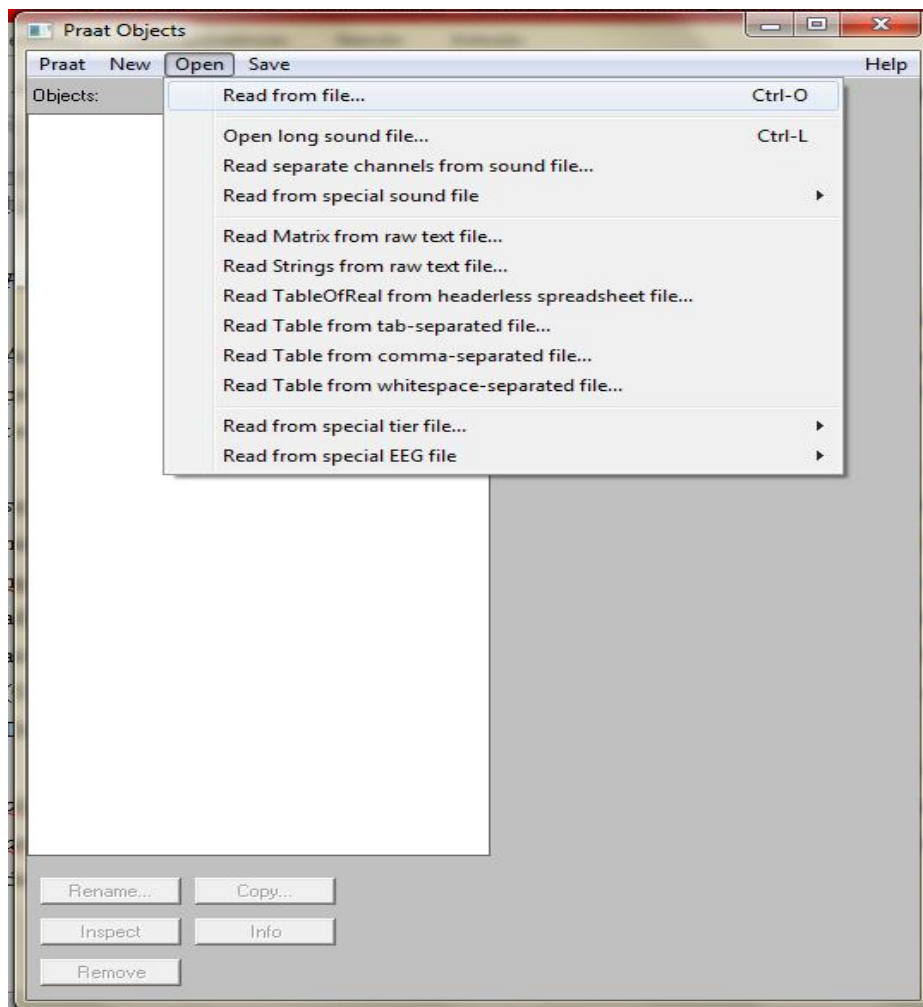 Praat Objects
Praat New Open Save Help
Objects:
Read from file... Ctrl-O
Open long sound file... Ctrl-L
Read separate channels from sound file...
Read from special sound file
Read Matrix from raw text file...
Read Strings from raw text file...
Read TableOfReal from headerless spreadsheet file...
Read Table from tab-separated file...
Read Table from comma-separated file...
Read Table from whitespace-separated file...
Read from special tier file...
Read from special EEG file
Rename... Copy...
Inspect Info
Remove